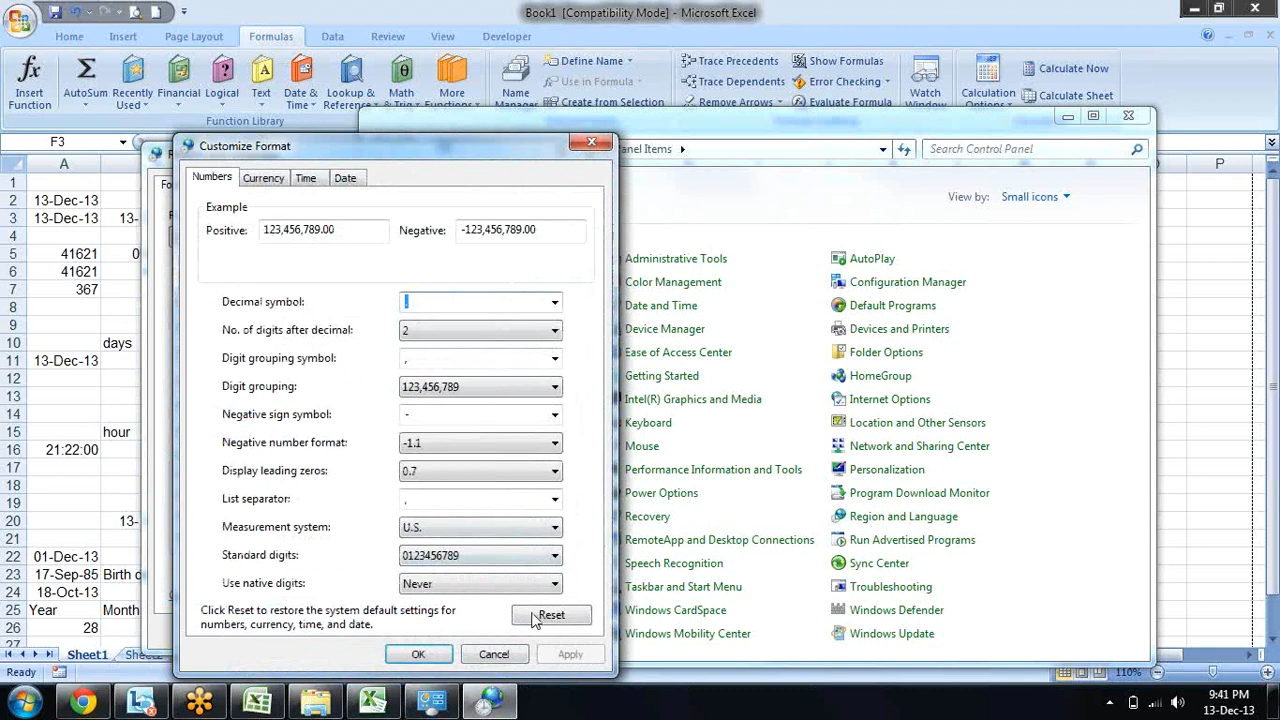 Book1 [Compatibility Mode] - Microsoft Excel
Home Insert Page Layout Formulas Data Review View Developer
Insert Function
AutoSum
Recently Used
Financial
Logical
Text
Date & Time
Lookup & Reference
Math
More Functions
Function Library
Name Manager
Define Name
Use in Formula
Create from Selection
Trace Precedents
Trace Dependents
Remove Arrows
Show Formulas
Error Checking
Evaluate Formula
Watch Window
Calculation Options
Calculate Now
Calculate Sheet
F3
A
P
1
2 13-Dec-13
3 13-Dec-13 13-
4
5 41621 0
6 41621
7 367
8
9
10 days
11 13-Dec-13
12
13
14
15 hour
16 21:22:00
17
18
19
20 13-
21
22 01-Dec-13
23 17-Sep-85 Birth d
24 18-Oct-13
25 Year Month
26 28
27
Sheet1 Sheet2
Ready
110%
Customize Format
Numbers Currency Time Date
Example
Positive: 123,456,789.00 Negative: -123,456,789.00
Decimal symbol: .
No. of digits after decimal: 2
Digit grouping symbol: ,
Digit grouping: 123,456,789
Negative sign symbol: -
Negative number format: -1.1
Display leading zeros: 0.7
List separator: ,
Measurement system: U.S.
Standard digits: 0123456789
Use native digits: Never
Click Reset to restore the system default settings for
numbers, currency, time, and date.
Reset
OK Cancel Apply
Panel Items
Search Control Panel
View by: Small icons
Administrative Tools AutoPlay
Color Management Configuration Manager
Date and Time Default Programs
Device Manager Devices and Printers
Ease of Access Center Folder Options
Getting Started HomeGroup
Intel(R) Graphics and Media Internet Options
Keyboard Location and Other Sensors
Mouse Network and Sharing Center
Performance Information and Tools Personalization
Power Options Program Download Monitor
Recovery Region and Language
RemoteApp and Desktop Connections Run Advertised Programs
Speech Recognition Sync Center
Taskbar and Start Menu Troubleshooting
Windows CardSpace Windows Defender
Windows Mobility Center Windows Update
9:41 PM
13-Dec-13